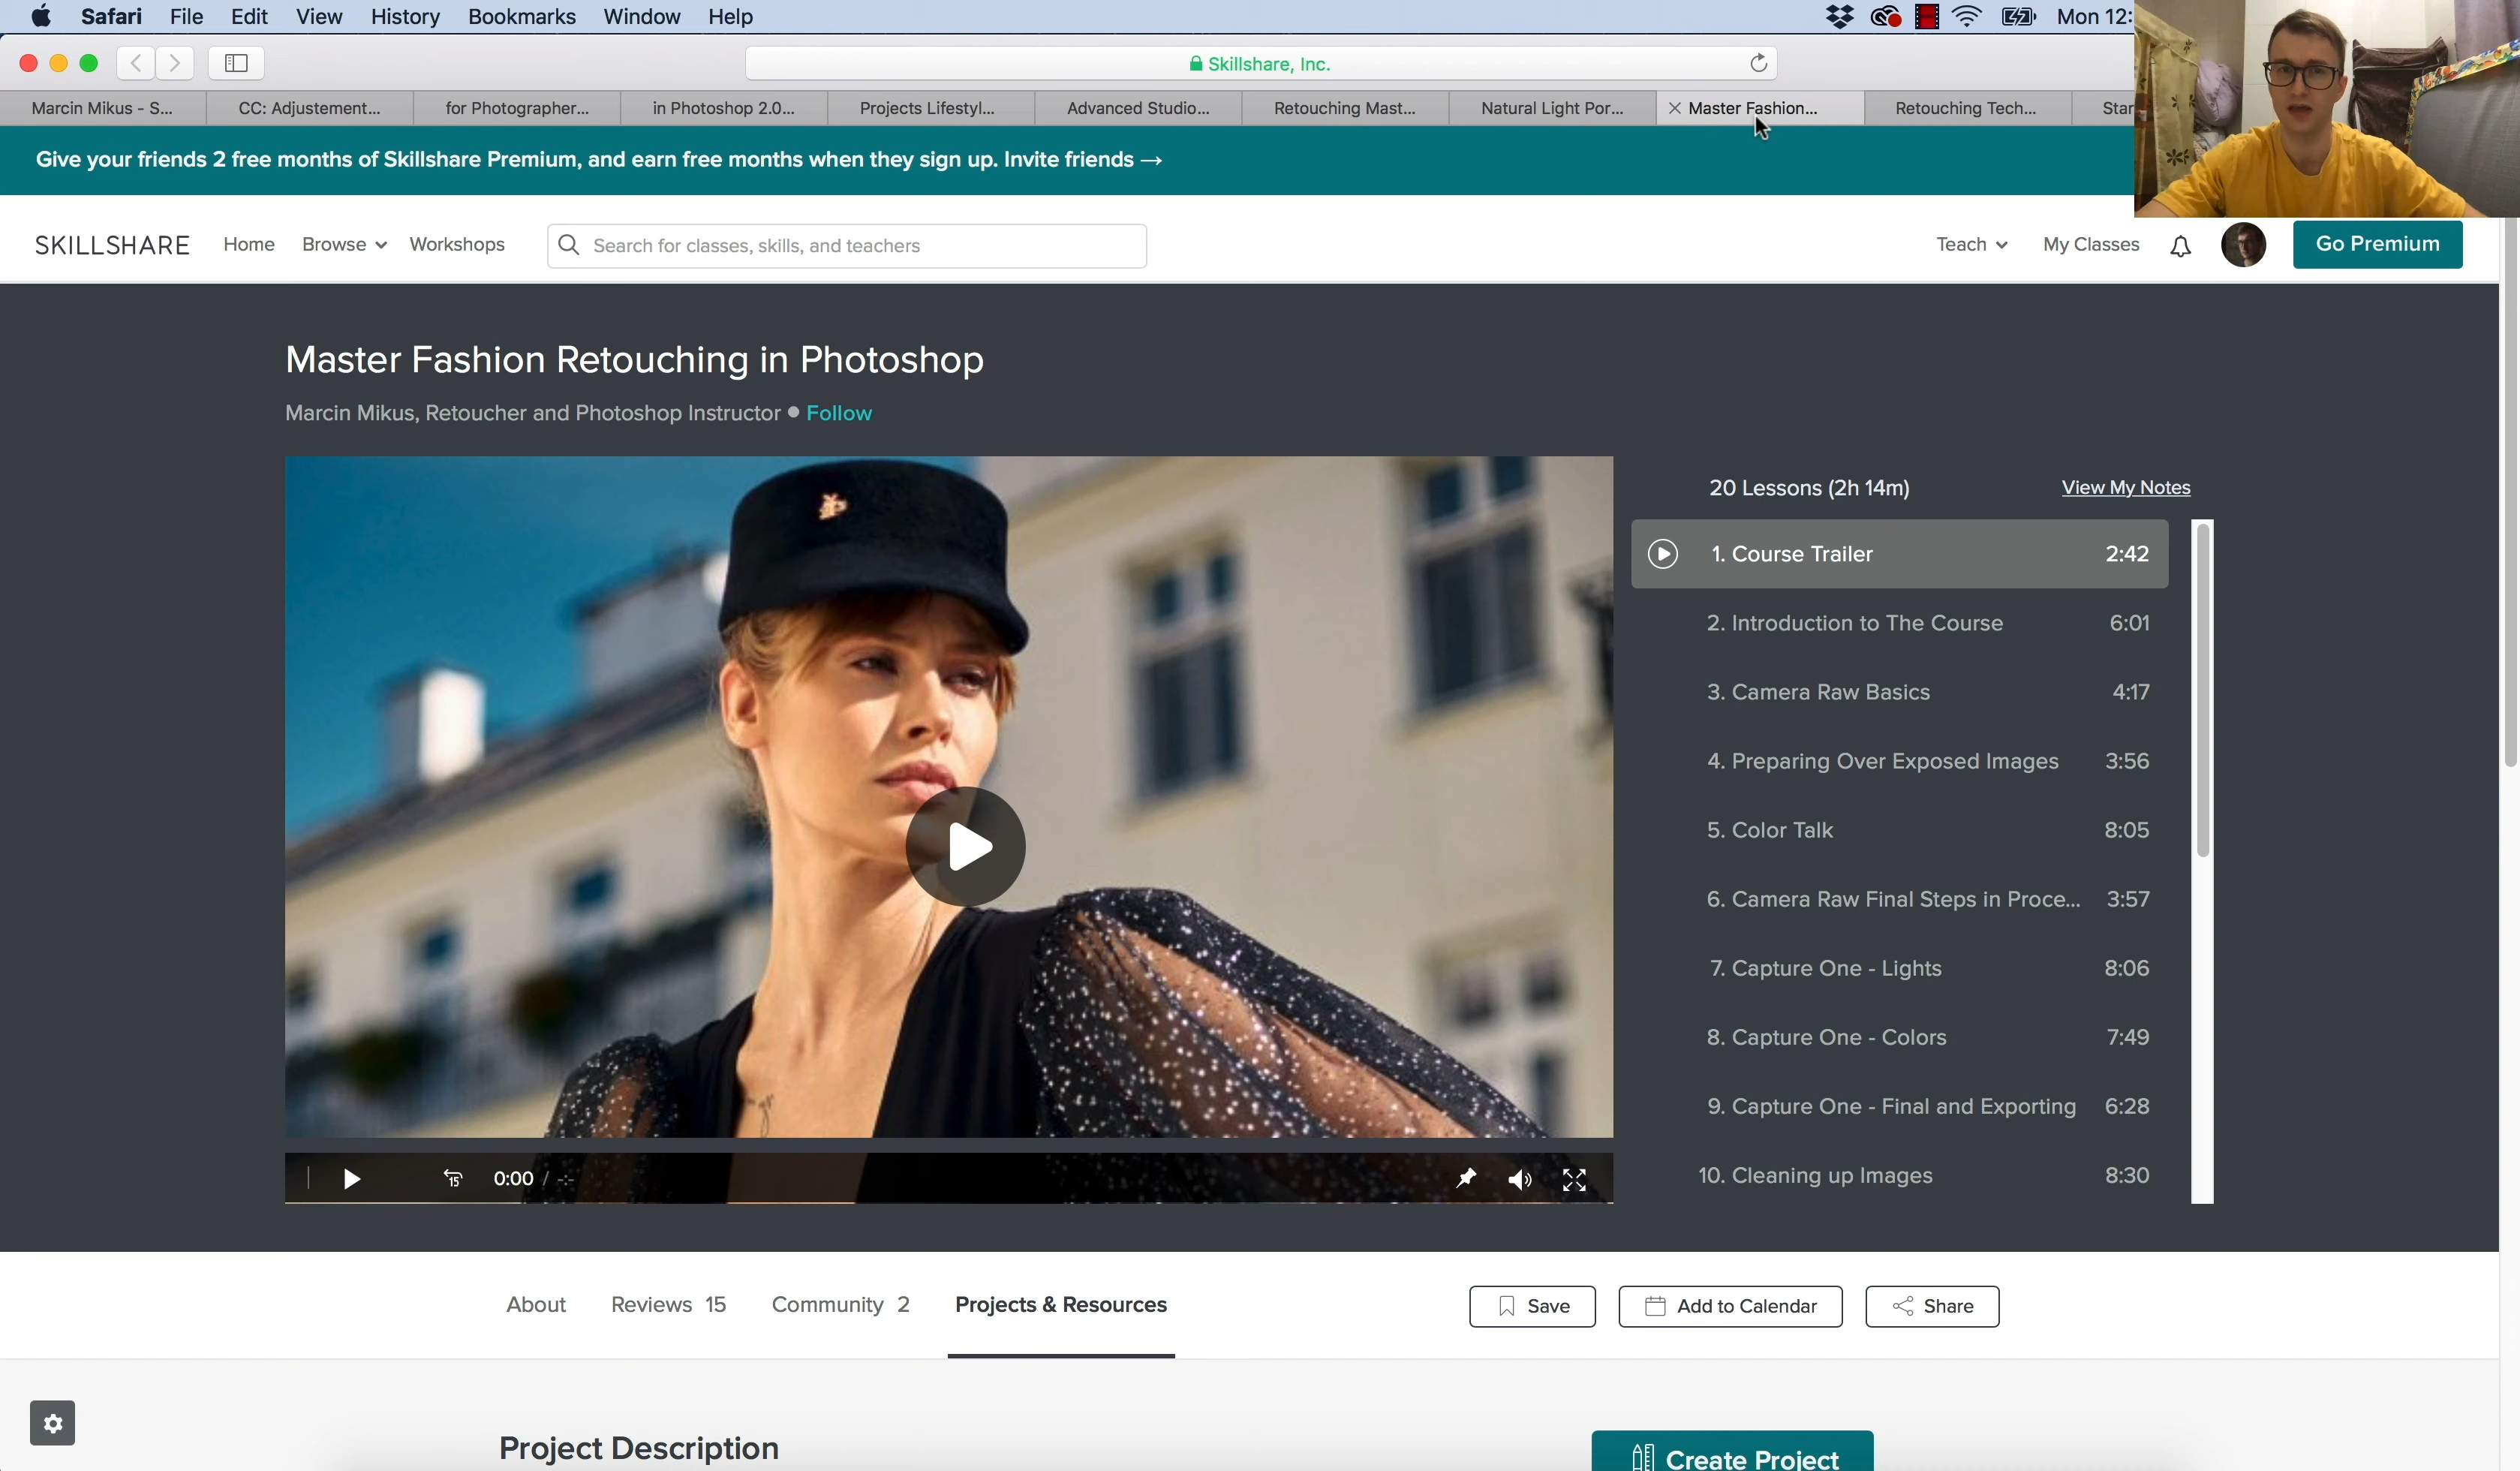 Safari File Edit View History Bookmarks Window Help Mon 12:
Skillshare, Inc.
Marcin Mikus - S... CC: Adjustement... for Photographer... in Photoshop 2.0... Projects Lifestyl... Advanced Studio... Retouching Mast... Natural Light Por... Master Fashion... Retouching Tech... Star
Give your friends 2 free months of Skillshare Premium, and earn free months when they sign up. Invite friends →
SKILLSHARE Home Browse Workshops Search for classes, skills, and teachers Teach My Classes Go Premium
Master Fashion Retouching in Photoshop
Marcin Mikus, Retoucher and Photoshop Instructor • Follow
20 Lessons (2h 14m) View My Notes
1. Course Trailer 2:42
2. Introduction to The Course 6:01
3. Camera Raw Basics 4:17
4. Preparing Over Exposed Images 3:56
5. Color Talk 8:05
6. Camera Raw Final Steps in Proce... 3:57
7. Capture One - Lights 8:06
8. Capture One - Colors 7:49
9. Capture One - Final and Exporting 6:28
10. Cleaning up Images 8:30
15 0:00 / -:-
About Reviews 15 Community 2 Projects & Resources Save Add to Calendar Share
Project Description
Create Project